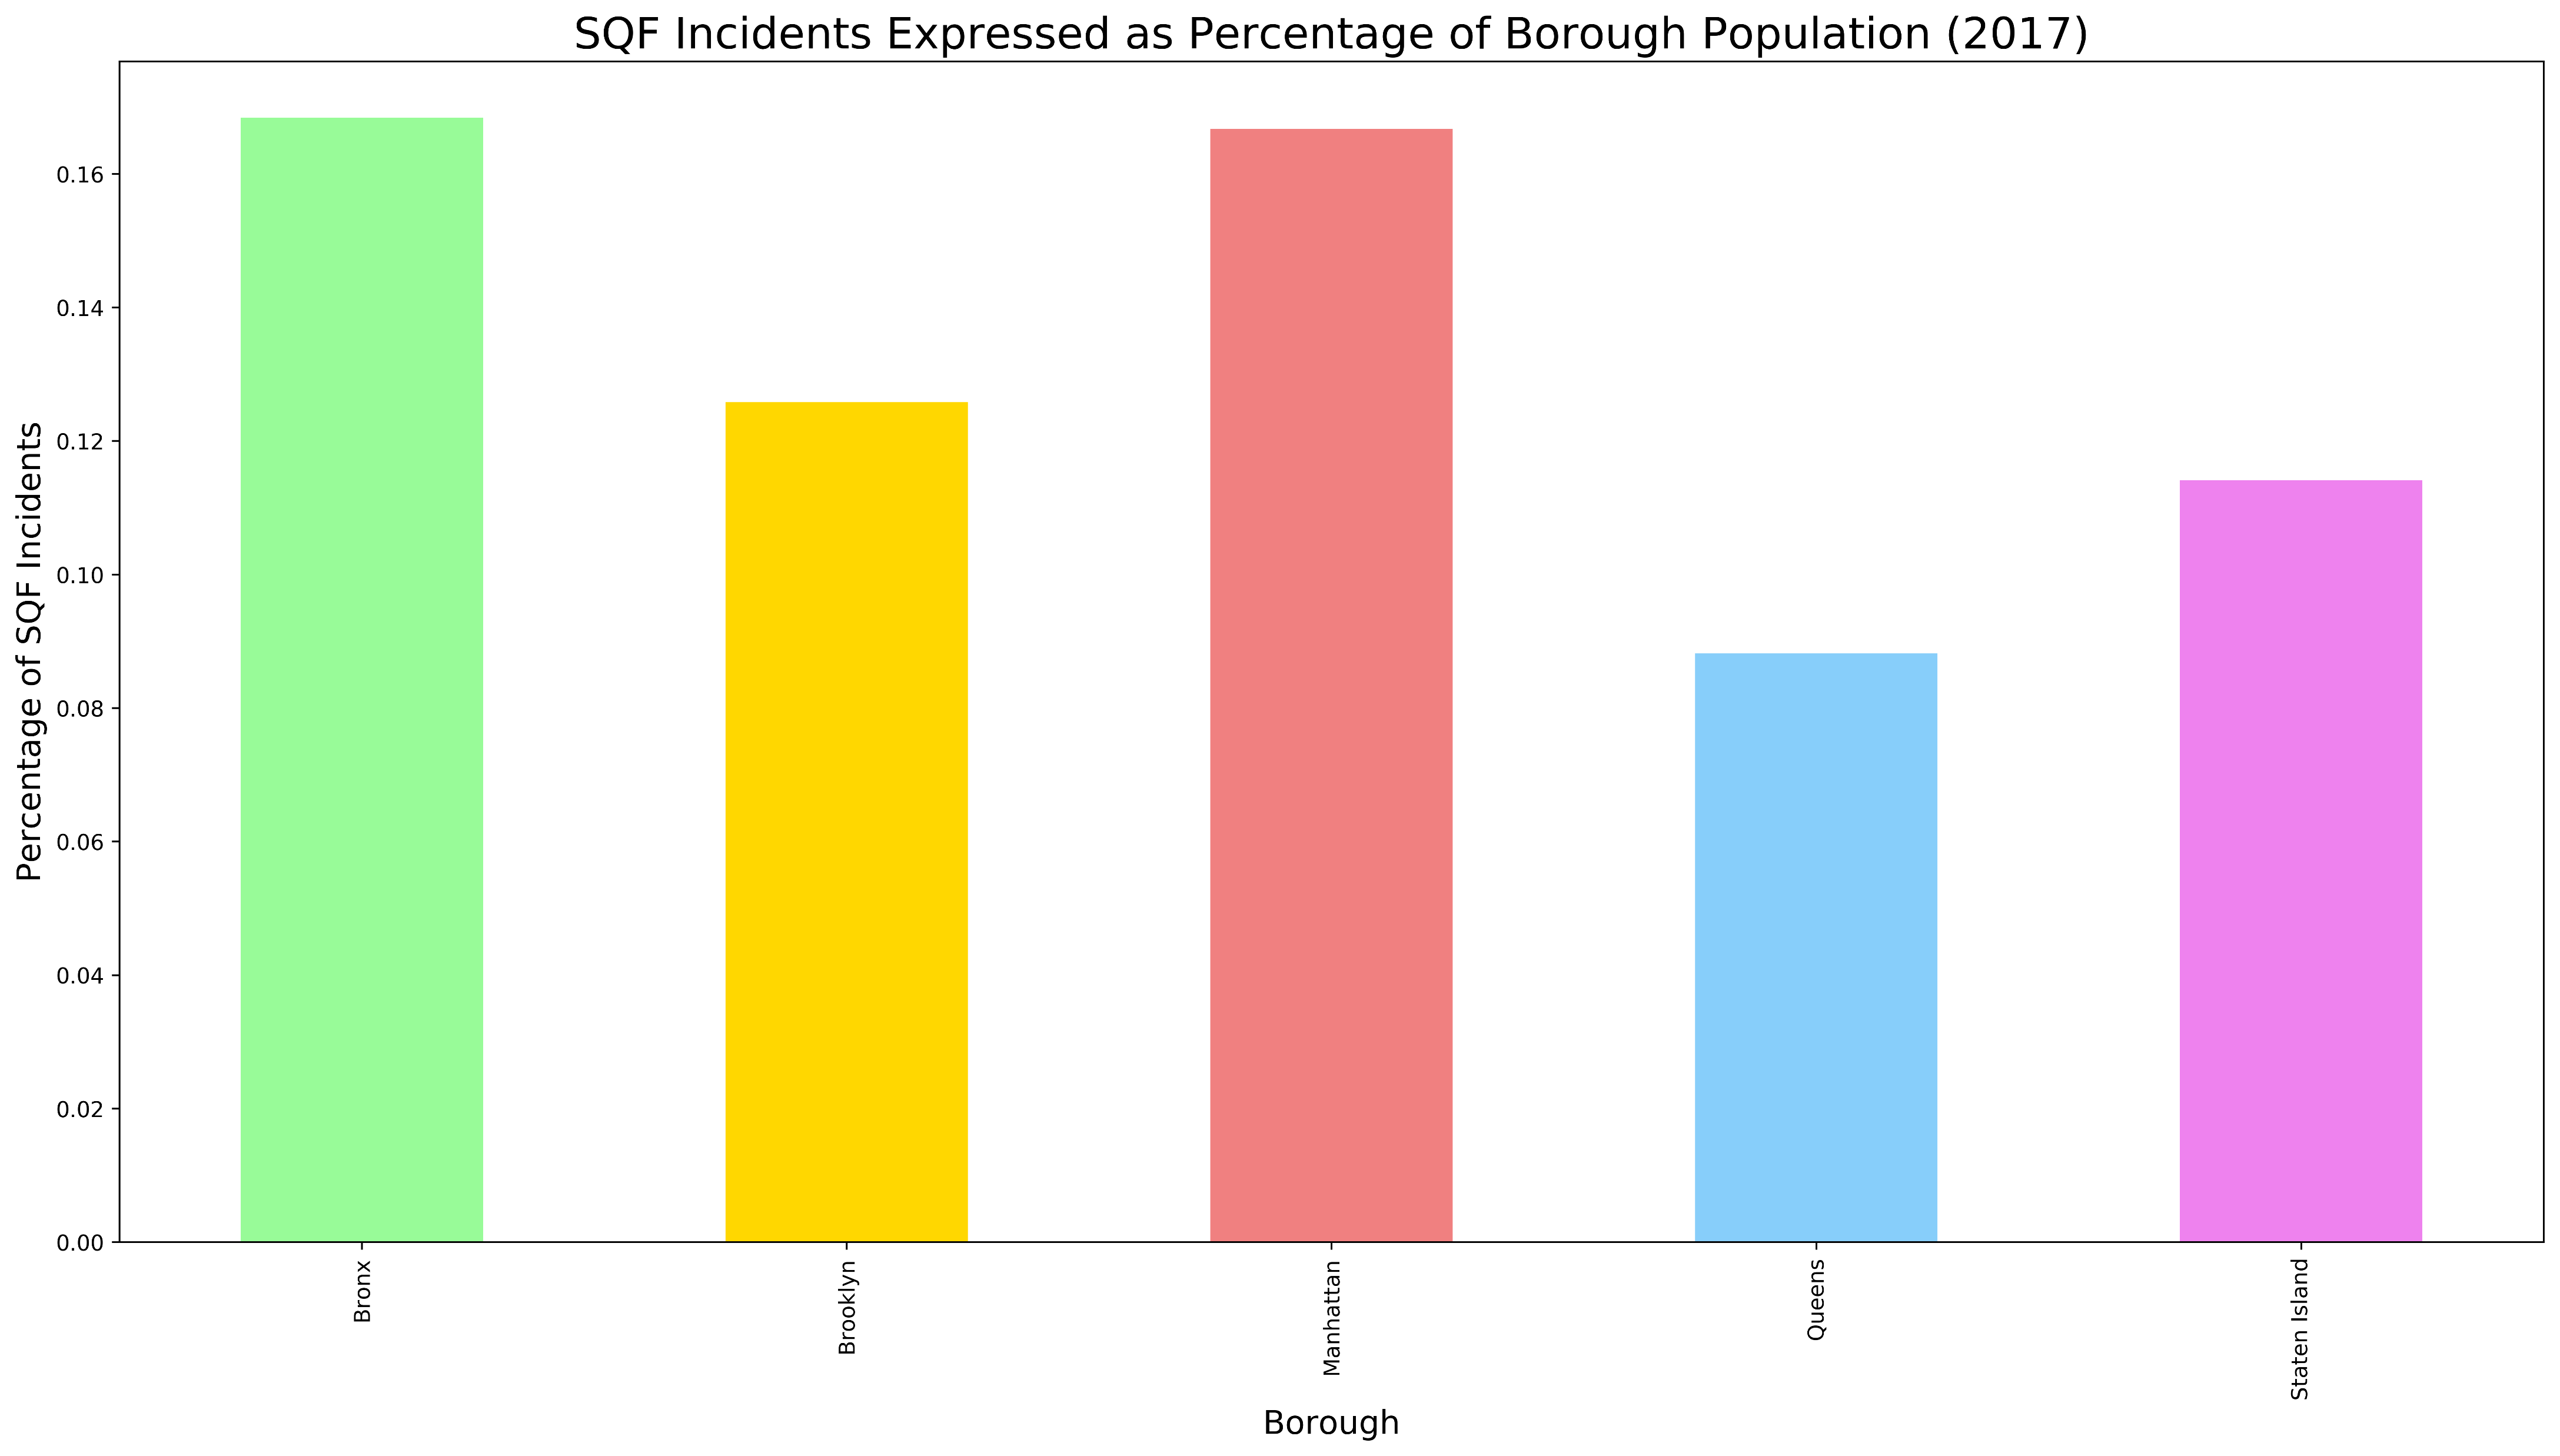 SQF Incidents Expressed as Percentage of Borough Population (2017)
Percentage of SQF Incidents
0.16
0.14
0.12
0.10
0.08
0.06
0.04
0.02
0.00
Bronx
Brooklyn
Manhattan
Queens
Staten Island
Borough